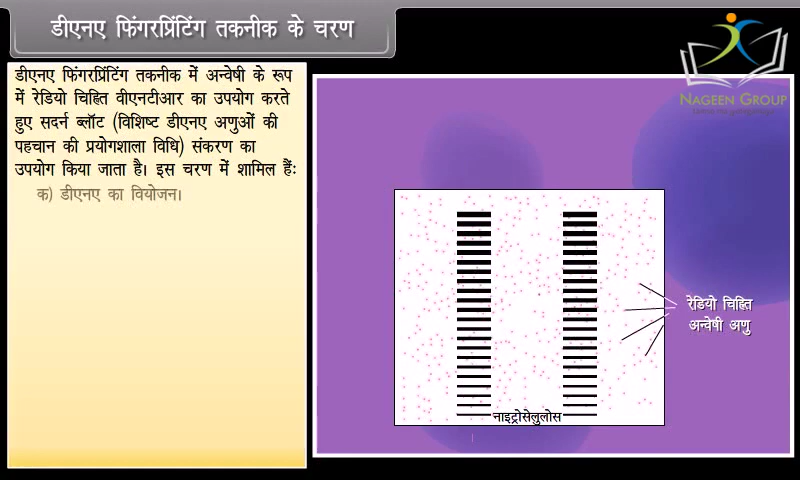 डीएनए फिंगरप्रिंटिंग तकनीक के चरण
डीएनए फिंगरप्रिंटिंग तकनीक में अन्वेषी के रूप
में रेडियो चिह्नित वीएनटीआर का उपयोग करते
हुए सदर्न ब्लॉट (विशिष्ट डीएनए अणुओं की
पहचान की प्रयोगशाला विधि) संकरण का
उपयोग किया जाता है। इस चरण में शामिल हैंः
क) डीएनए का वियोजन।
NAGEEN GROUP
रेडियो चिह्नित
अन्वेषी अणु
नाइट्रोसेलुलोस